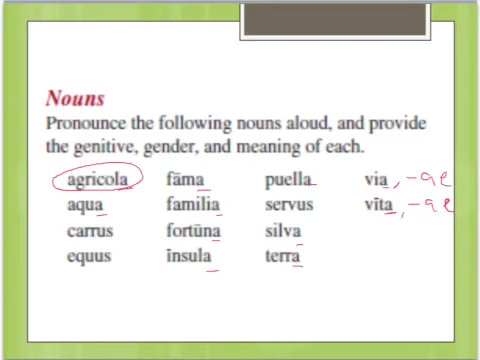 Nouns
Pronounce the following nouns aloud, and provide
the genitive, gender, and meaning of each.
agricola fāma puella via , -ae
aqua familia servus vīta , -ae
carrus fortūna silva
equus īnsula terra